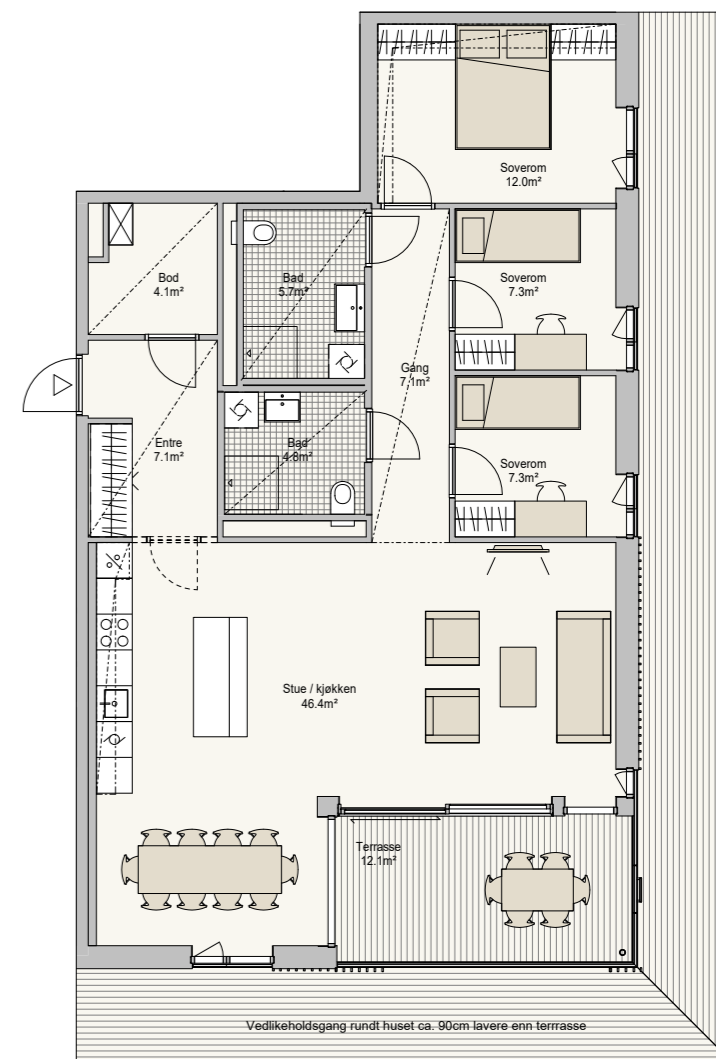 Soverom
12.0m²
Bod
4.1m²
Bad
5.7m²
Soverom
7.3m²
Gang
7.1m²
Entre
7.1m²
Bad
4.8m²
Soverom
7.3m²
Stue / kjøkken
46.4m²
Terrasse
12.1m²
Vedlikeholdsgang rundt huset ca. 90cm lavere enn terrrasse